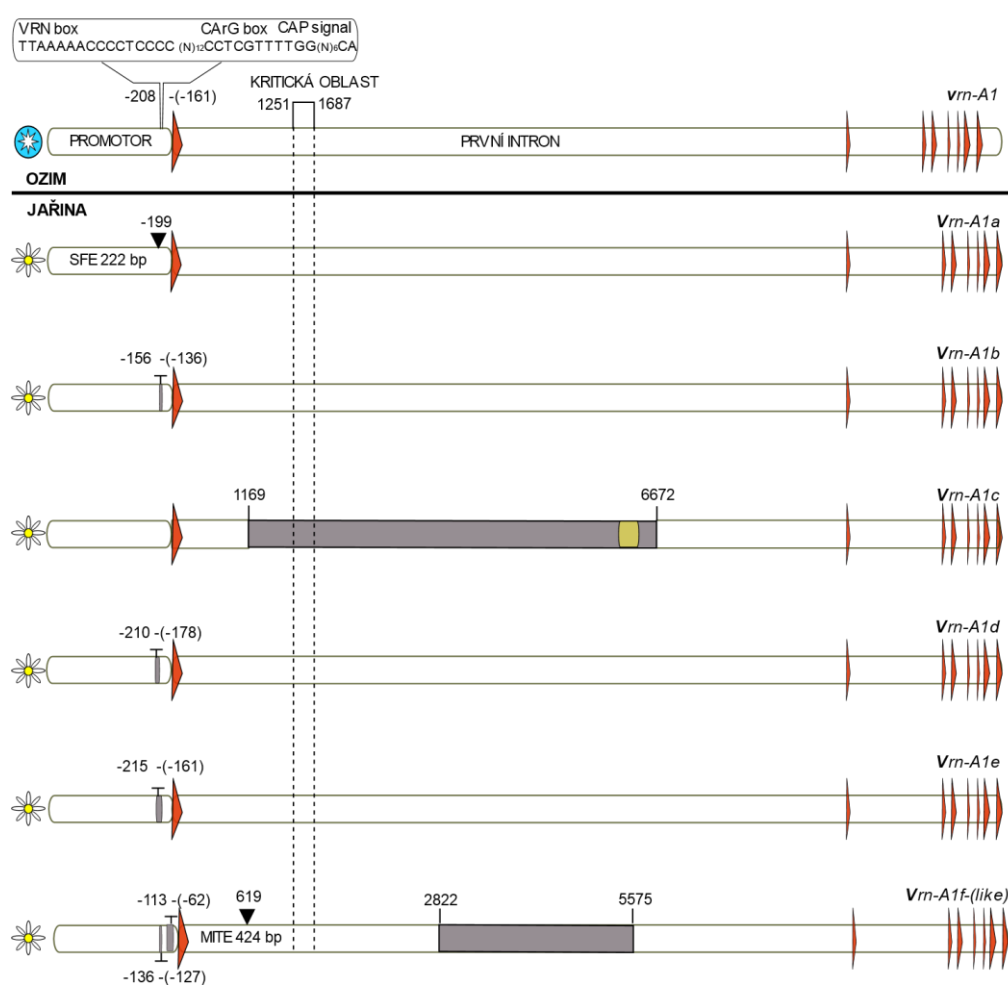 VRN box CArG box CAP signal
TTAAAAACCCCTCCCC (N)12CCTCGTTTTGG(N)6CA
KRITICKÁ OBLAST
-208 -(-161) 1251 1687 vrn-A1
PROMOTOR PRVNÍ INTRON
OZIM
JAŘINA
-199 Vrn-A1a
SFE 222 bp
-156 -(-136) Vrn-A1b
1169 6672 Vrn-A1c
-210 -(-178) Vrn-A1d
-215 -(-161) Vrn-A1e
-113 -(-62) 619 2822 5575 Vrn-A1f-(like)
MITE 424 bp
-136 -(-127)